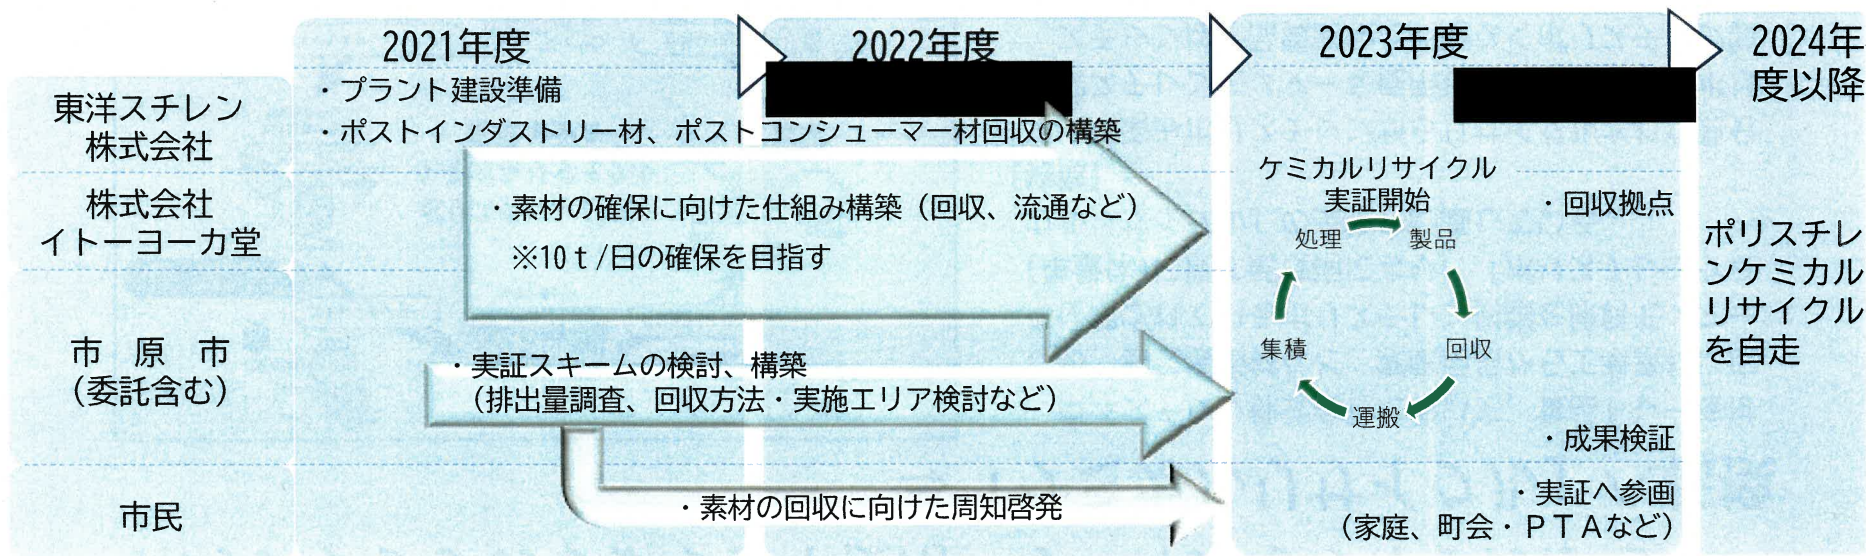 2021年度
2022年度
2023年度
2024年
度以降
東洋スチレン
株式会社
・プラント建設準備
・ポストインダストリー材、ポストコンシューマー材回収の構築
株式会社
イトーヨーカ堂
・素材の確保に向けた仕組み構築（回収、流通など）
※10ｔ/日の確保を目指す
ケミカルリサイクル
実証開始
処理
製品
回収
運搬
集積
・回収拠点
市原市
（委託含む）
・実証スキームの検討、構築
（排出量調査、回収方法・実施エリア検討など）
・成果検証
市民
・素材の回収に向けた周知啓発
・実証へ参画
（家庭、町会・ＰＴＡなど）
ポリスチレ
ンケミカル
リサイクル
を自走